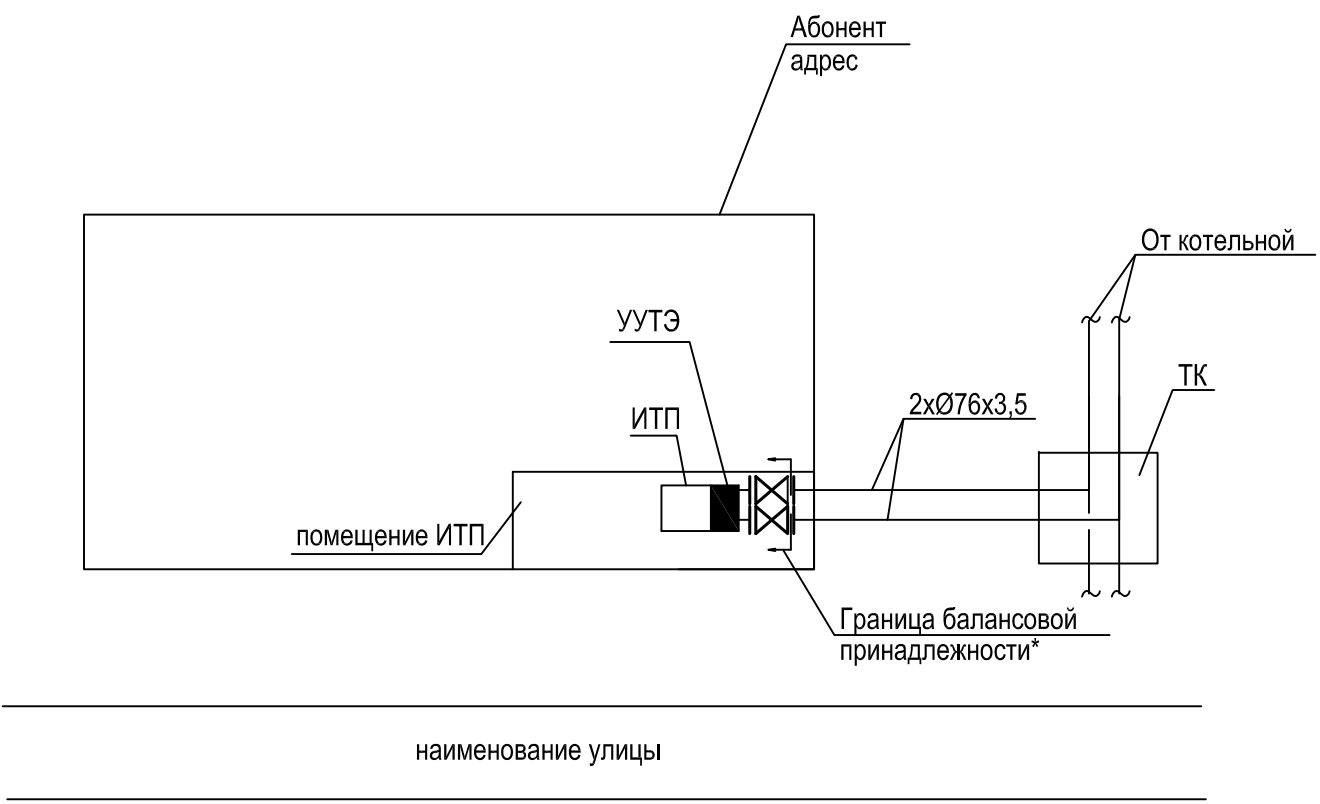 Абонент
адрес
От котельной
УУТЭ
ТК
2xØ76x3,5
ИТП
помещение ИТП
Граница балансовой
принадлежности*
наименование улицы